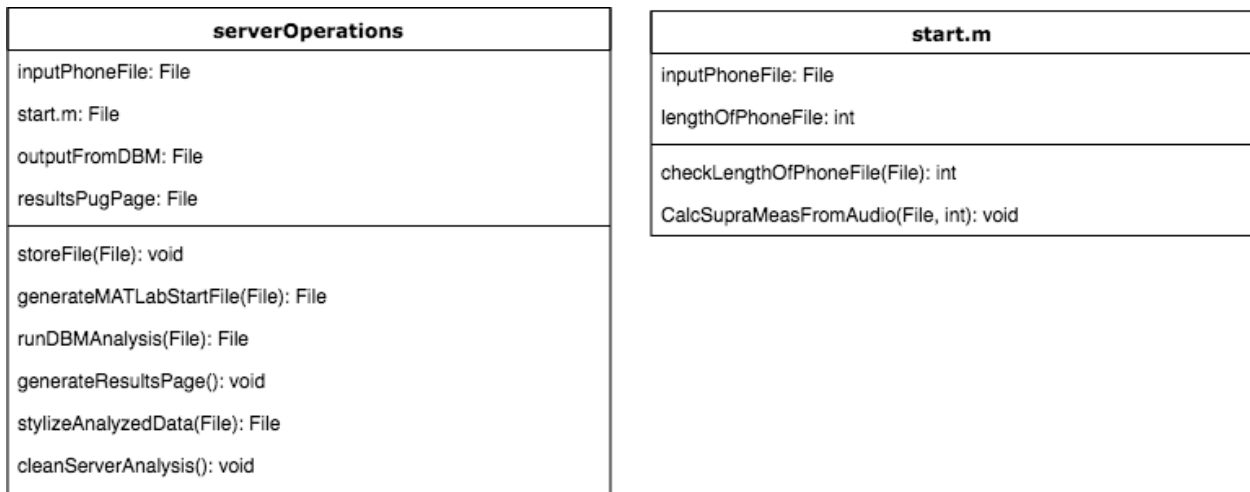 serverOperations
inputPhoneFile: File
start.m: File
outputFromDBM: File
resultsPugPage: File
storeFile(File): void
generateMATLabStartFile(File): File
runDBMAnalysis(File): File
generateResultsPage(): void
stylizeAnalyzedData(File): File
cleanServerAnalysis(): void
start.m
inputPhoneFile: File
lengthOfPhoneFile: int
checkLengthOfPhoneFile(File): int
CalcSupraMeasFromAudio(File, int): void